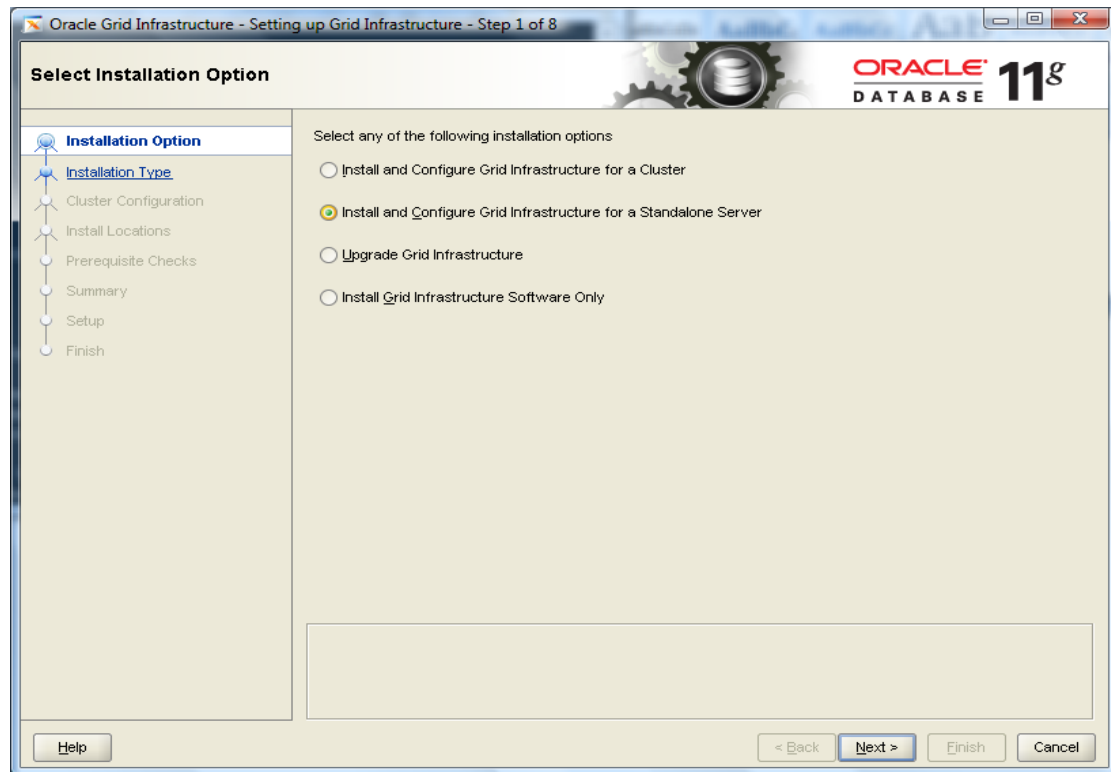 Oracle Grid Infrastructure - Setting up Grid Infrastructure - Step 1 of 8
Select Installation Option
ORACLE
DATABASE
11g
Installation Option
Installation Type
Cluster Configuration
Install Locations
Prerequisite Checks
Summary
Setup
Finish
Select any of the following installation options
Install and Configure Grid Infrastructure for a Cluster
Install and Configure Grid Infrastructure for a Standalone Server
Upgrade Grid Infrastructure
Install Grid Infrastructure Software Only
Help
< Back
Next >
Finish
Cancel